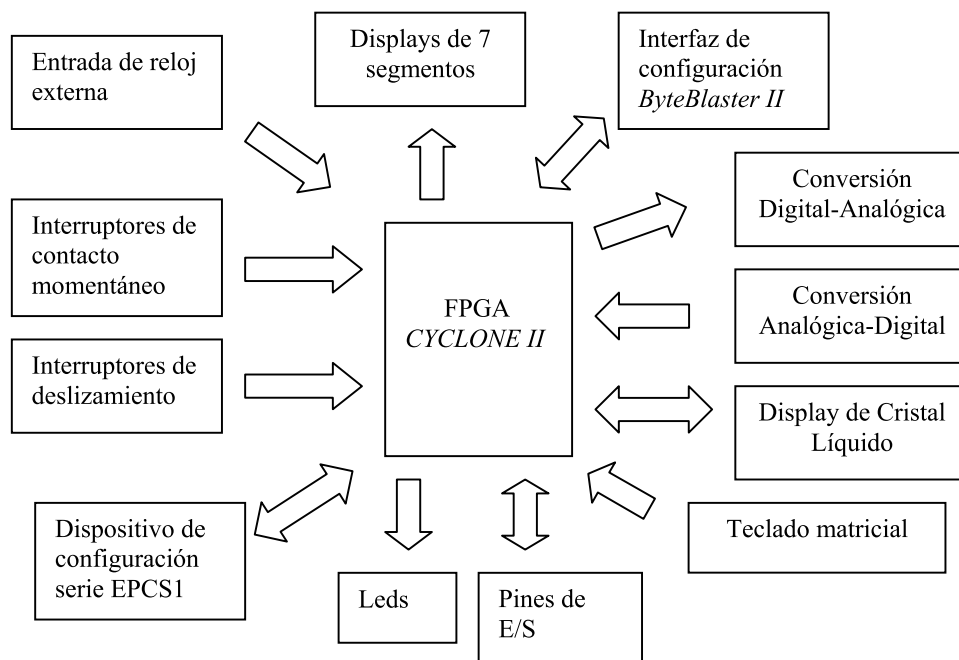 Entrada de reloj
externa
Displays de 7
segmentos
Interfaz de
configuración
ByteBlaster II
Conversión
Digital-Analógica
Interruptores de
contacto
momentáneo
FPGA
CYCLONE II
Conversión
Analógica-Digital
Interruptores de
deslizamiento
Display de Cristal
Líquido
Dispositivo de
configuración
serie EPCS1
Leds
Pines de
E/S
Teclado matricial